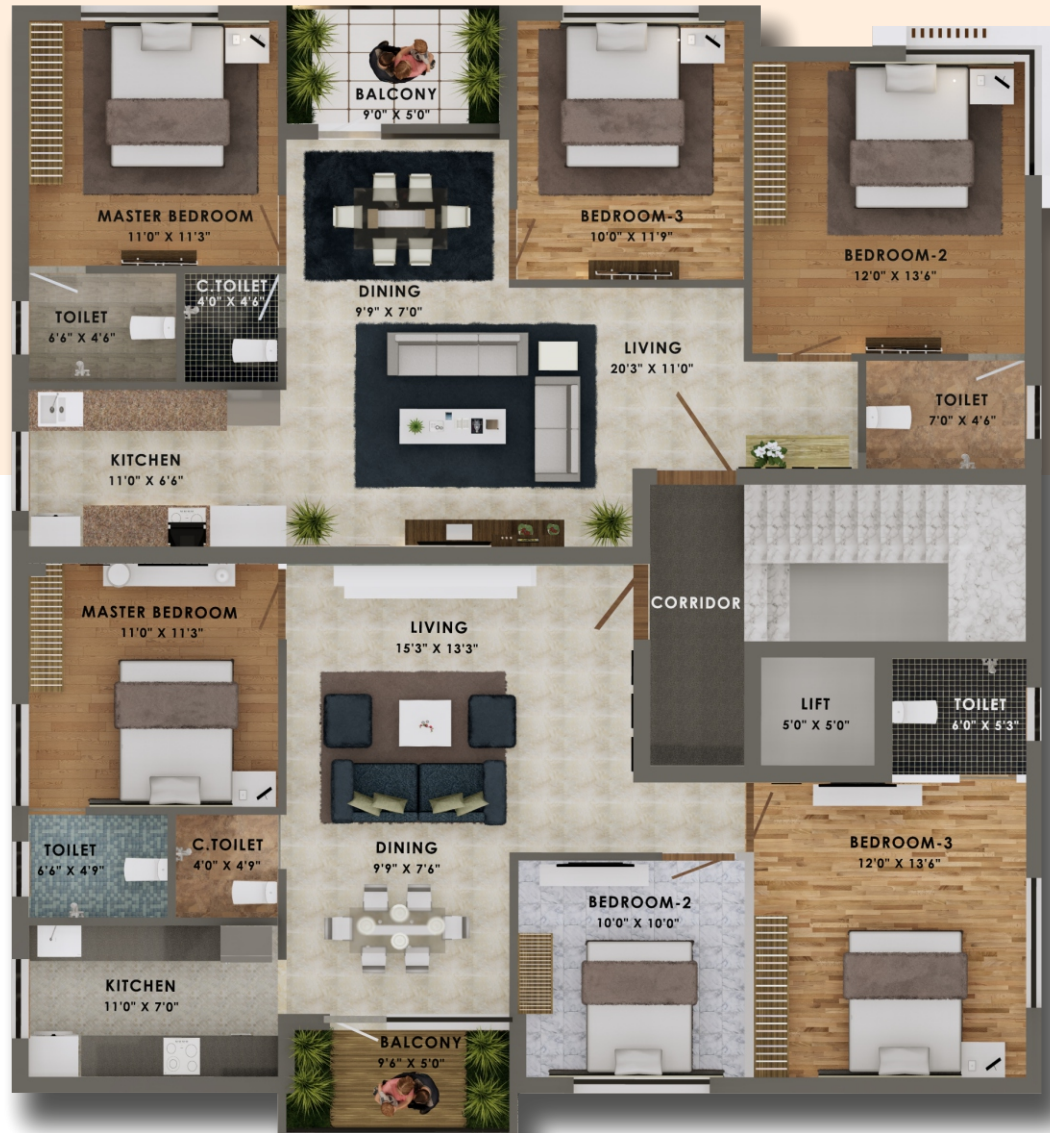 BALCONY
9'0" X 5'0"
MASTER BEDROOM
11'0" X 11'3"
BEDROOM-3
10'0" X 11'9"
BEDROOM-2
12'0" X 13'6"
C.TOILET
4'0" X 4'6"
TOILET
6'6" X 4'6"
DINING
9'9" X 7'0"
LIVING
20'3" X 11'0"
TOILET
7'0" X 4'6"
KITCHEN
11'0" X 6'6"
CORRIDOR
MASTER BEDROOM
11'0" X 11'3"
LIVING
15'3" X 13'3"
LIFT
5'0" X 5'0"
TOILET
6'0" X 5'3"
TOILET
6'6" X 4'9"
C.TOILET
4'0" X 4'9"
DINING
9'9" X 7'6"
BEDROOM-3
12'0" X 13'6"
BEDROOM-2
10'0" X 10'0"
KITCHEN
11'0" X 7'0"
BALCONY
9'6" X 5'0"